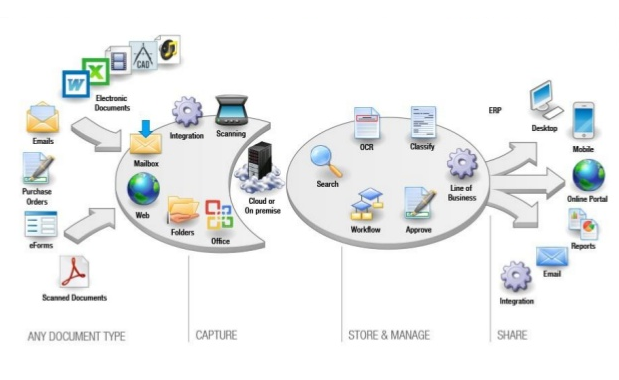 CAD
Electronic
Documents
W
X
Emails
Purchase
Orders
eForms
Scanned Documents
Mailbox
Integration
Scanning
Web
Folders
Office
Cloud or
On premise
OCR
Classify
Search
Line of
Business
Workflow
Approve
ERP
Desktop
Mobile
Online Portal
Reports
Email
Integration
ANY DOCUMENT TYPE
CAPTURE
STORE & MANAGE
SHARE